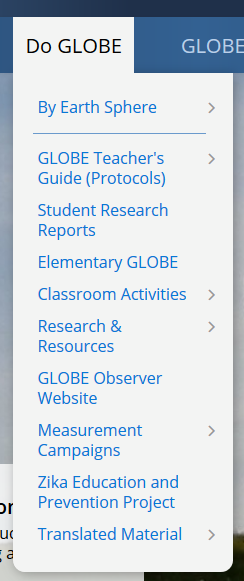 Do GLOBE GLOBE
By Earth Sphere
GLOBE Teacher's
Guide (Protocols)
Student Research
Reports
Elementary GLOBE
Classroom Activities
Research &
Resources
GLOBE Observer
Website
Measurement
Campaigns
Zika Education and
Prevention Project
Translated Material